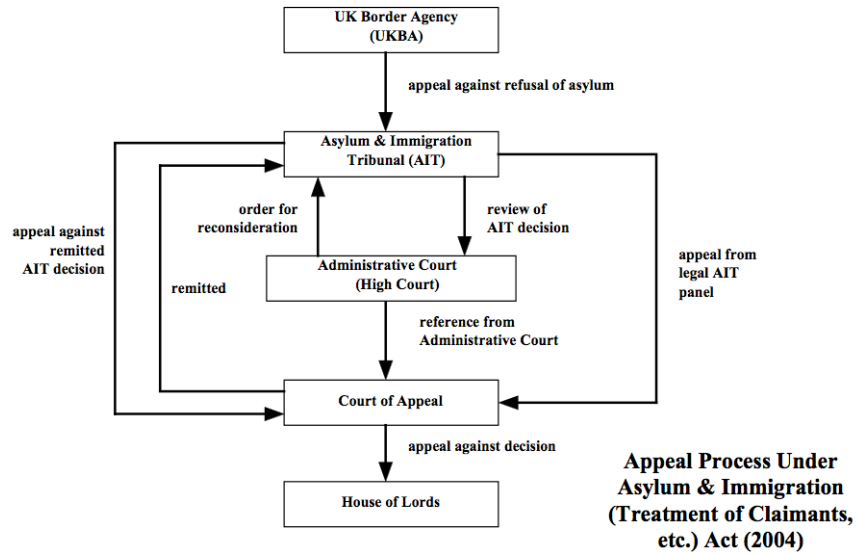 UK Border Agency
(UKBA)
appeal against refusal of asylum
Asylum & Immigration
Tribunal (AIT)
order for
reconsideration
review of
AIT decision
appeal against
remitted
AIT decision
remitted
appeal from
legal AIT
panel
Administrative Court
(High Court)
reference from
Administrative Court
Court of Appeal
appeal against decision
House of Lords
Appeal Process Under
Asylum & Immigration
(Treatment of Claimants,
etc.) Act (2004)